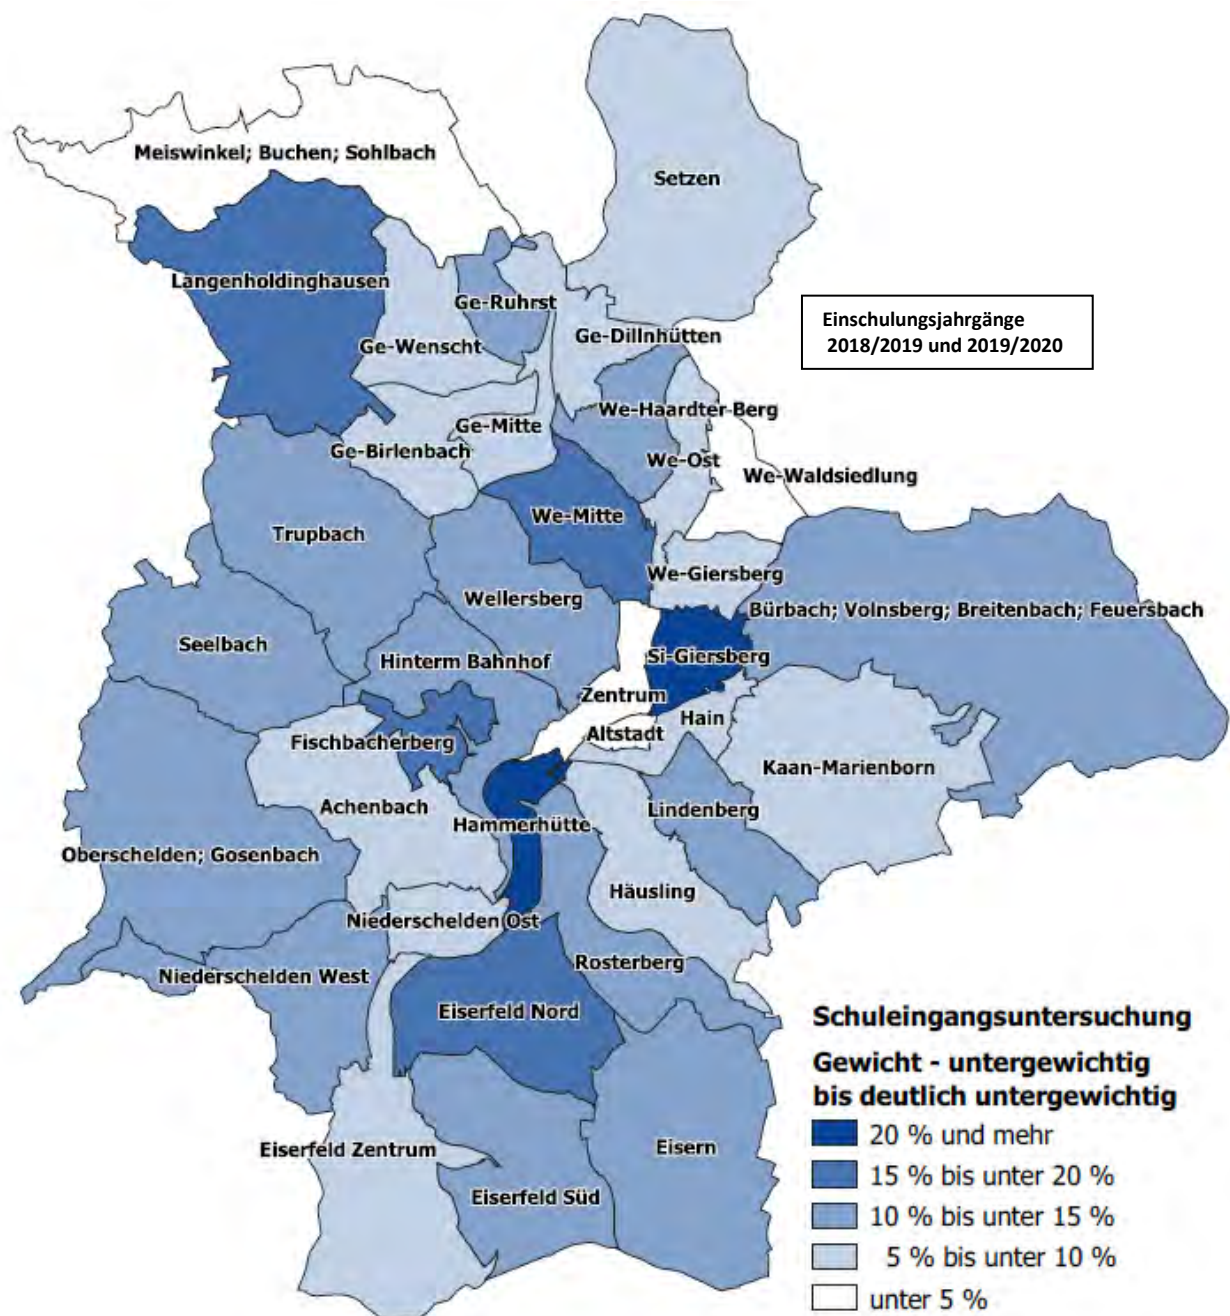 Meiswinkel; Buchen; Sohlbach
Setzen
Langenholdinghausen
Ge-Ruhrst
Einschulungsjahrgänge
2018/2019 und 2019/2020
Ge-Dillnhütten
Ge-Wenscht
We-Haardter Berg
Ge-Mitte
Ge-Birlenbach
We-Ost
We-Waldsiedlung
We-Mitte
Trupbach
We-Giersberg
Wellersberg
Bürbach; Volnsberg; Breitenbach; Feuersbach
Seelbach
Hinterm Bahnhof
Si-Giersberg
Zentrum
Hain
Altstadt
Fischbacherberg
Kaan-Marienborn
Achenbach
Lindenberg
Hammerhütte
Oberschelden; Gosenbach
Häusling
Niederschelden Ost
Rosterberg
Niederschelden West
Eiserfeld Nord
Eisern
Eiserfeld Zentrum
Eiserfeld Süd
Schuleingangsuntersuchung
Gewicht - untergewichtig
bis deutlich untergewichtig
20 % und mehr
15 % bis unter 20 %
10 % bis unter 15 %
5 % bis unter 10 %
unter 5 %